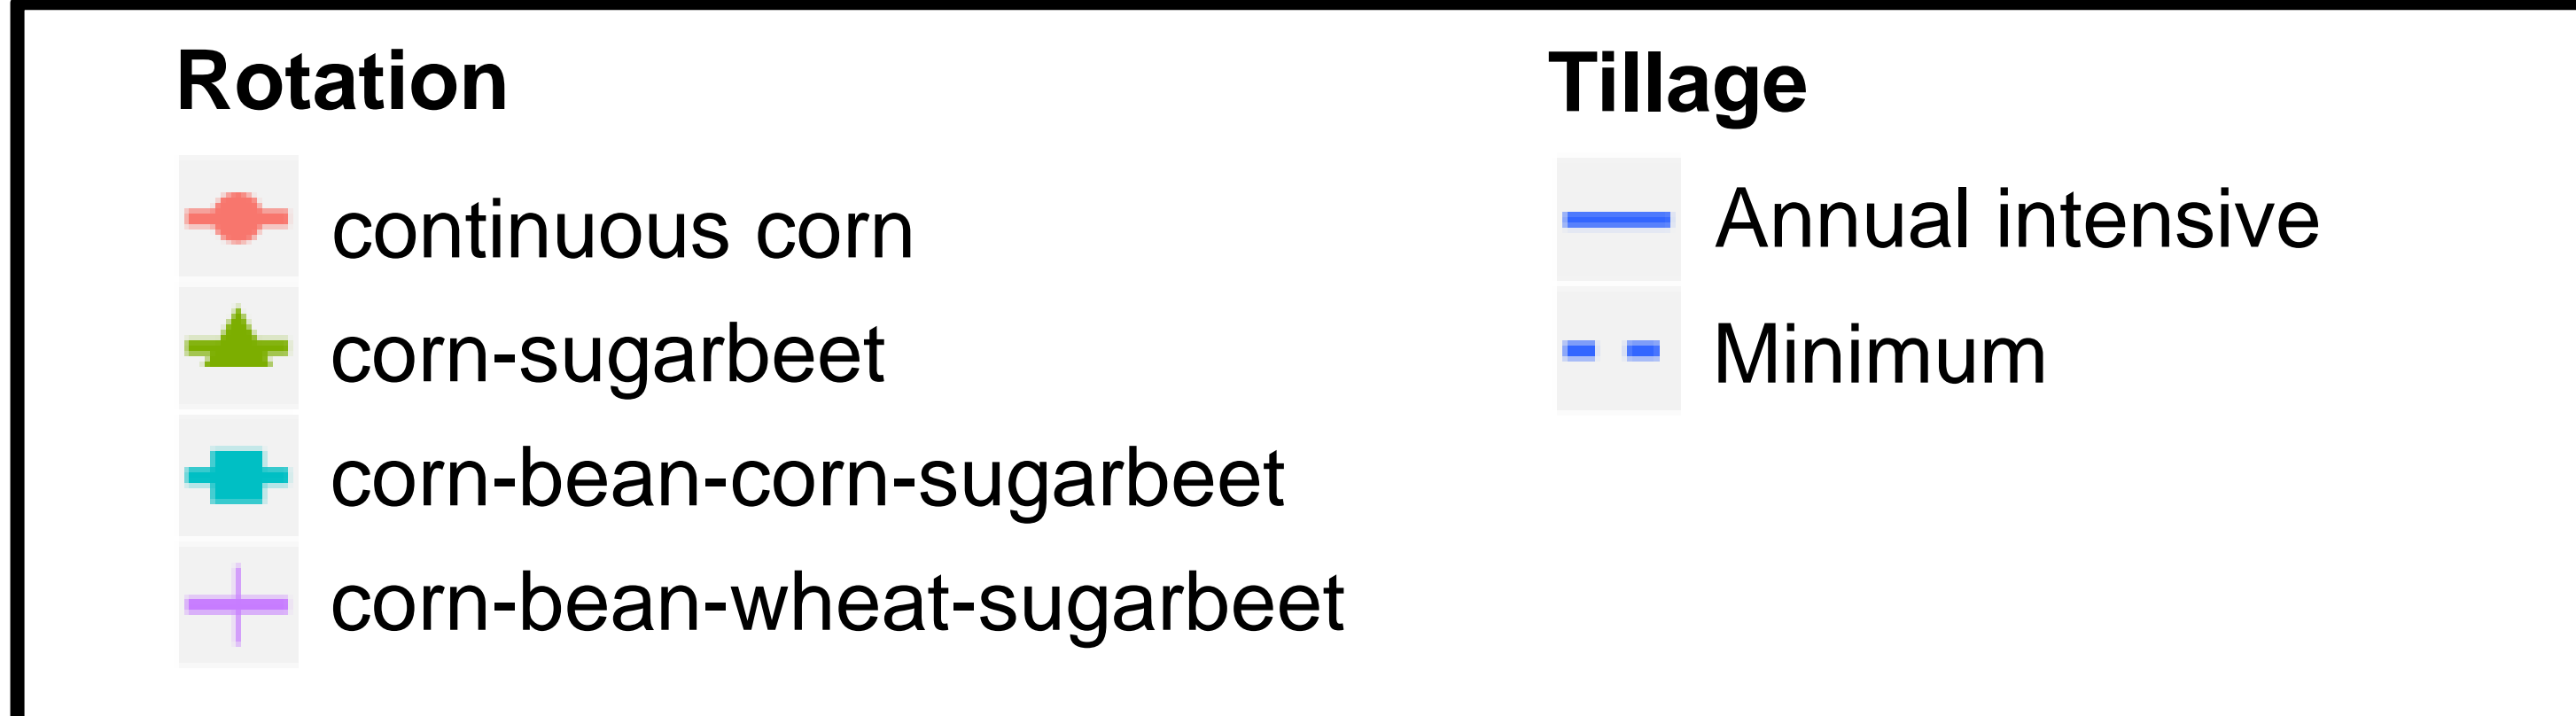 Rotation
continuous corn
corn-sugarbeet
corn-bean-corn-sugarbeet
corn-bean-wheat-sugarbeet
Tillage
Annual intensive
Minimum